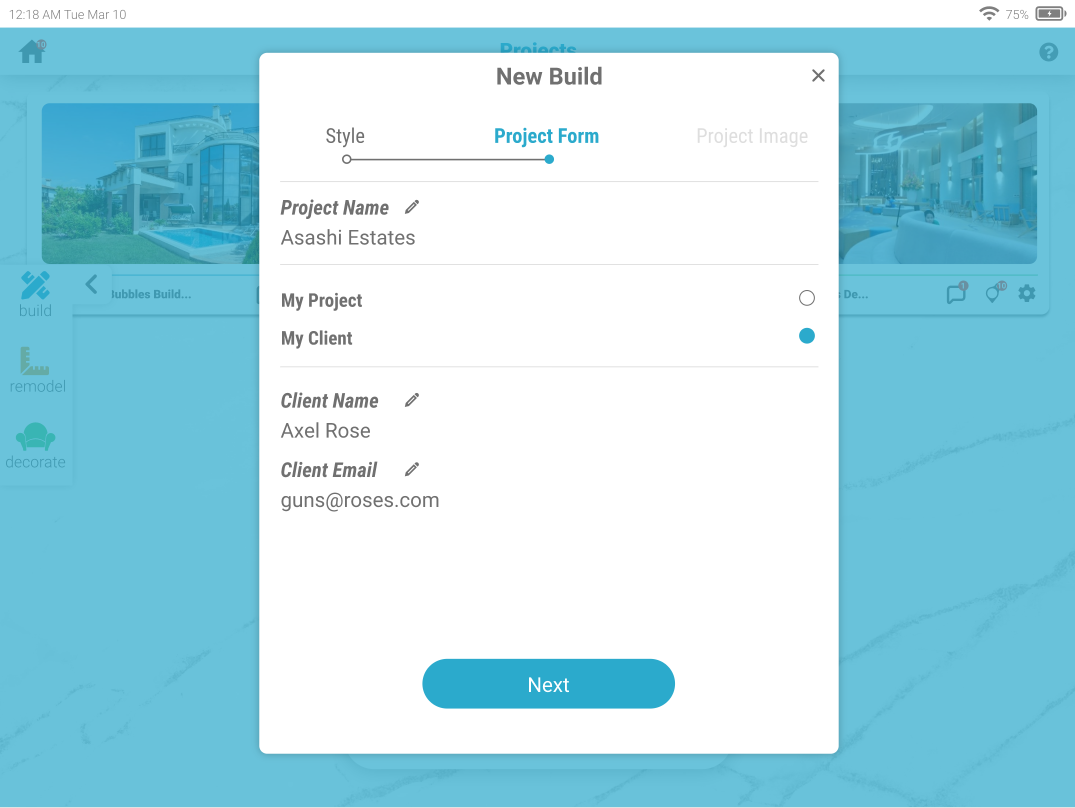 12:18 AM Tue Mar 10
75%
10
Projects
New Build
Style
Project Form
Project Image
Project Name
Asashi Estates
My Project
My Client
Client Name
Axel Rose
Client Email
guns@roses.com
Next
build
remodel
decorate
Build...
De...
1
10